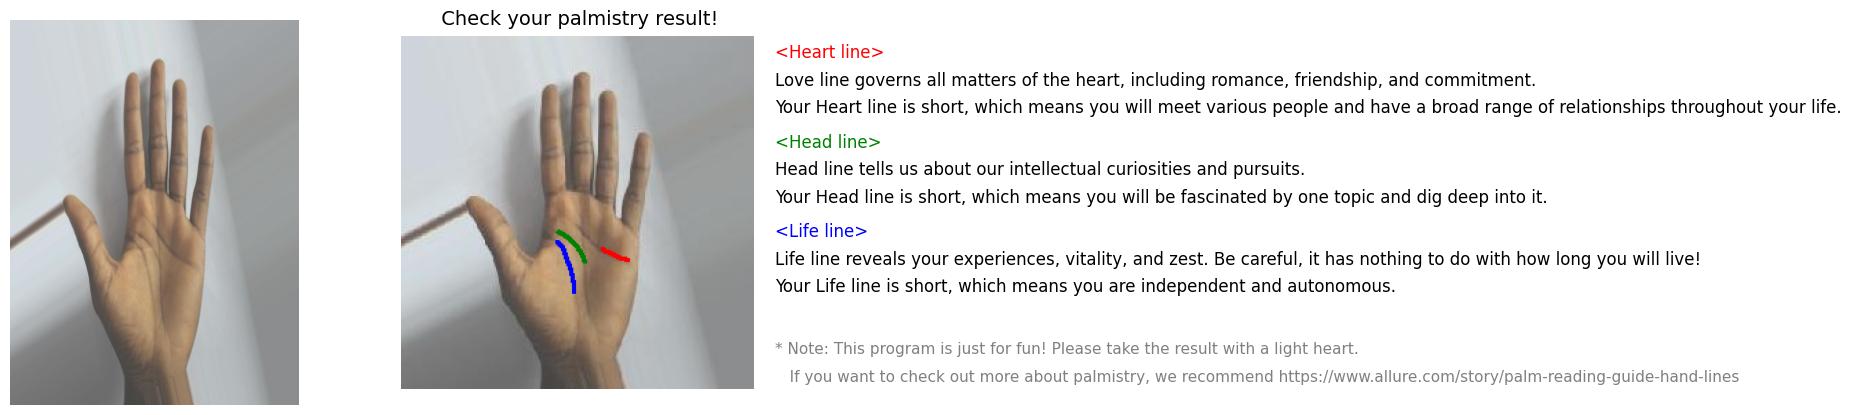 Check your palmistry result!
<Heart line>
Love line governs all matters of the heart, including romance, friendship, and commitment.
Your Heart line is short, which means you will meet various people and have a broad range of relationships throughout your life.
<Head line>
Head line tells us about our intellectual curiosities and pursuits.
Your Head line is short, which means you will be fascinated by one topic and dig deep into it.
<Life line>
Life line reveals your experiences, vitality, and zest. Be careful, it has nothing to do with how long you will live!
Your Life line is short, which means you are independent and autonomous.
* Note: This program is just for fun! Please take the result with a light heart.
If you want to check out more about palmistry, we recommend https://www.allure.com/story/palm-reading-guide-hand-lines